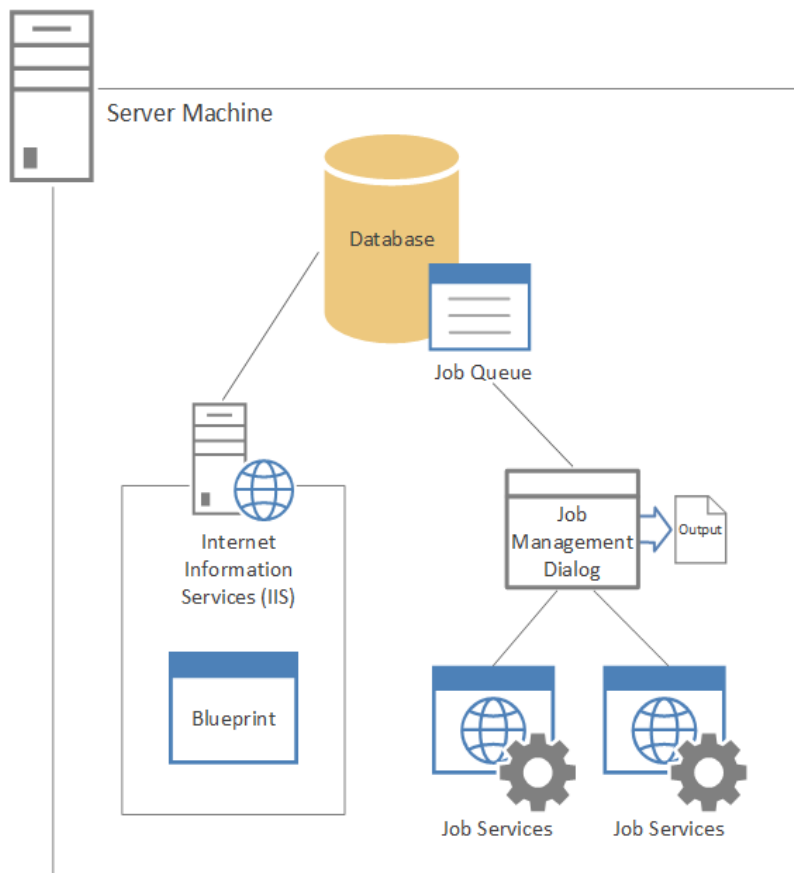 Server Machine
Database
Job Queue
Internet
Information
Services (IIS)
Job
Management
Dialog
Output
Blueprint
Job Services
Job Services